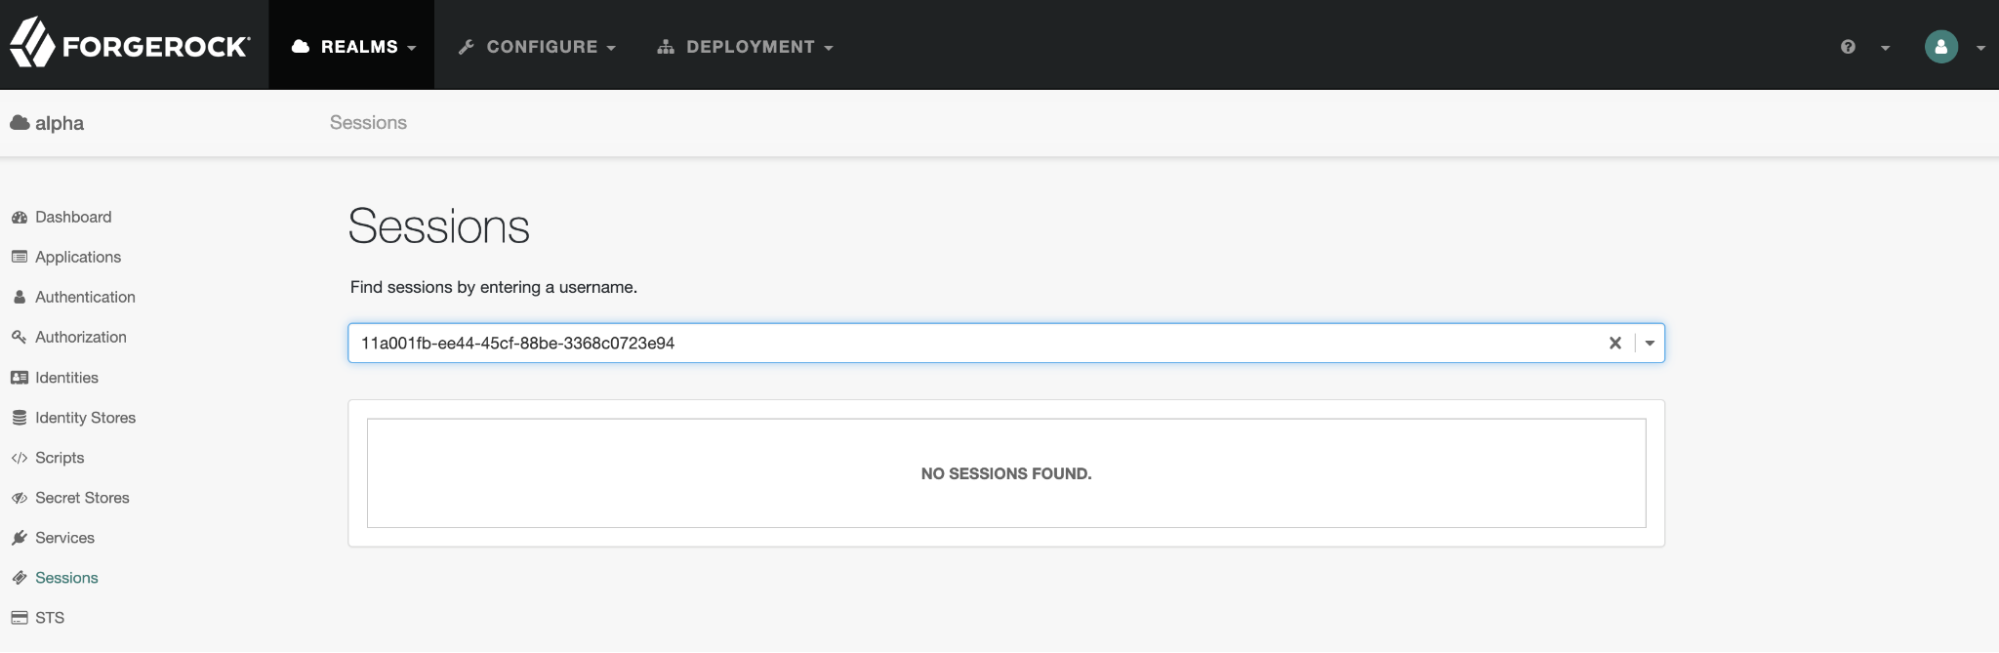 FORGEROCK
REALMS
CONFIGURE
DEPLOYMENT
alpha
Sessions
Dashboard
Applications
Authentication
Authorization
Identities
Identity Stores
Scripts
Secret Stores
Services
Sessions
STS
Sessions
Find sessions by entering a username.
11a001fb-ee44-45cf-88be-3368c0723e94
NO SESSIONS FOUND.